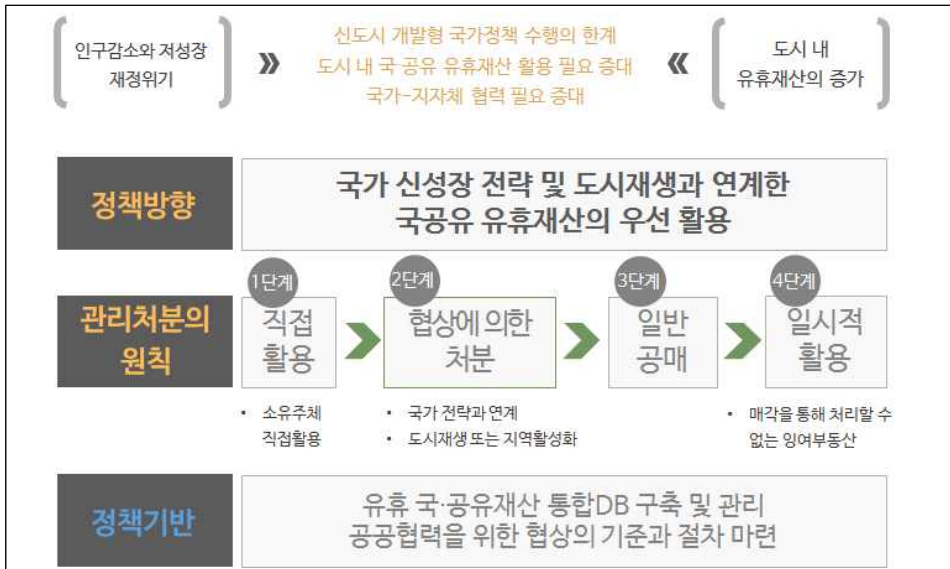 인구감소와 저성장
재정위기
»
신도시 개발형 국가정책 수행의 한계
도시 내 국·공유 유휴재산 활용 필요 증대
국가-지자체 협력 필요 증대
«
도시 내
유휴재산의 증가
정책방향
국가 신성장 전략 및 도시재생과 연계한
국공유 유휴재산의 우선 활용
관리처분의
원칙
1단계
직접
활용
• 소유주체
직접활용
2단계
협상에 의한
처분
• 국가 전략과 연계
• 도시재생 또는 지역활성화
3단계
일반
공매
4단계
일시적
활용
• 매각을 통해 처리할 수
없는 잉여부동산
정책기반
유휴 국·공유재산 통합DB 구축 및 관리
공공협력을 위한 협상의 기준과 절차 마련